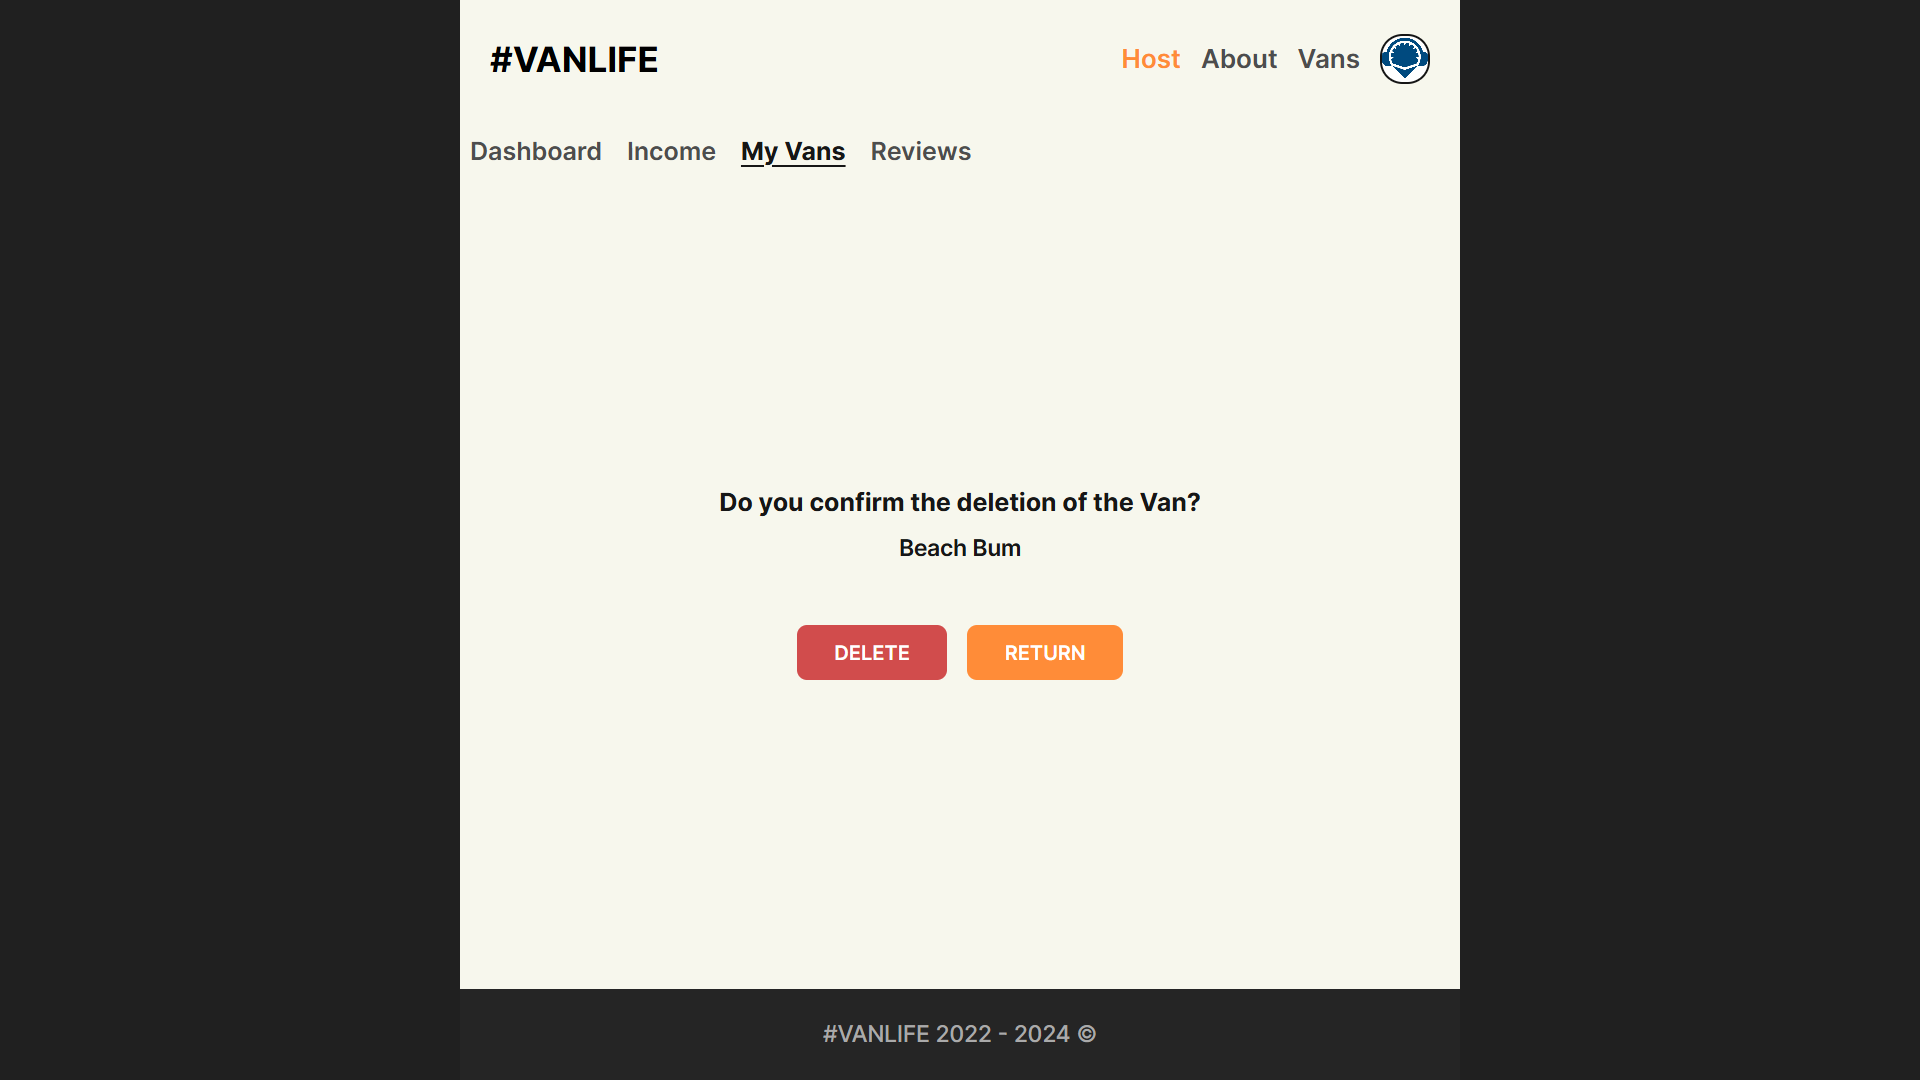 #VANLIFE
Host About Vans
Dashboard Income My Vans Reviews
Do you confirm the deletion of the Van?
Beach Bum
DELETE RETURN
#VANLIFE 2022 - 2024 ©